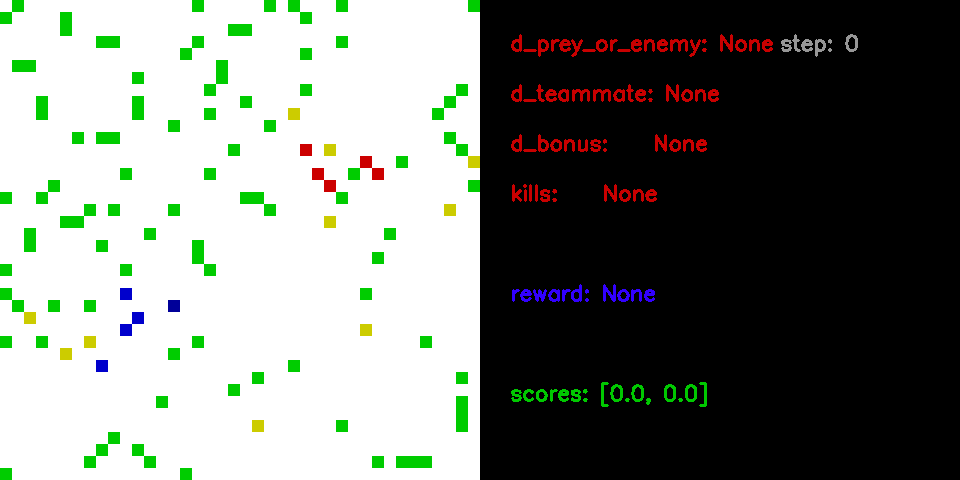 d_prey_or_enemy: None step: 0
d_teammate: None
d_bonus: None
kills: None
reward: None
scores: [0.0, 0.0]